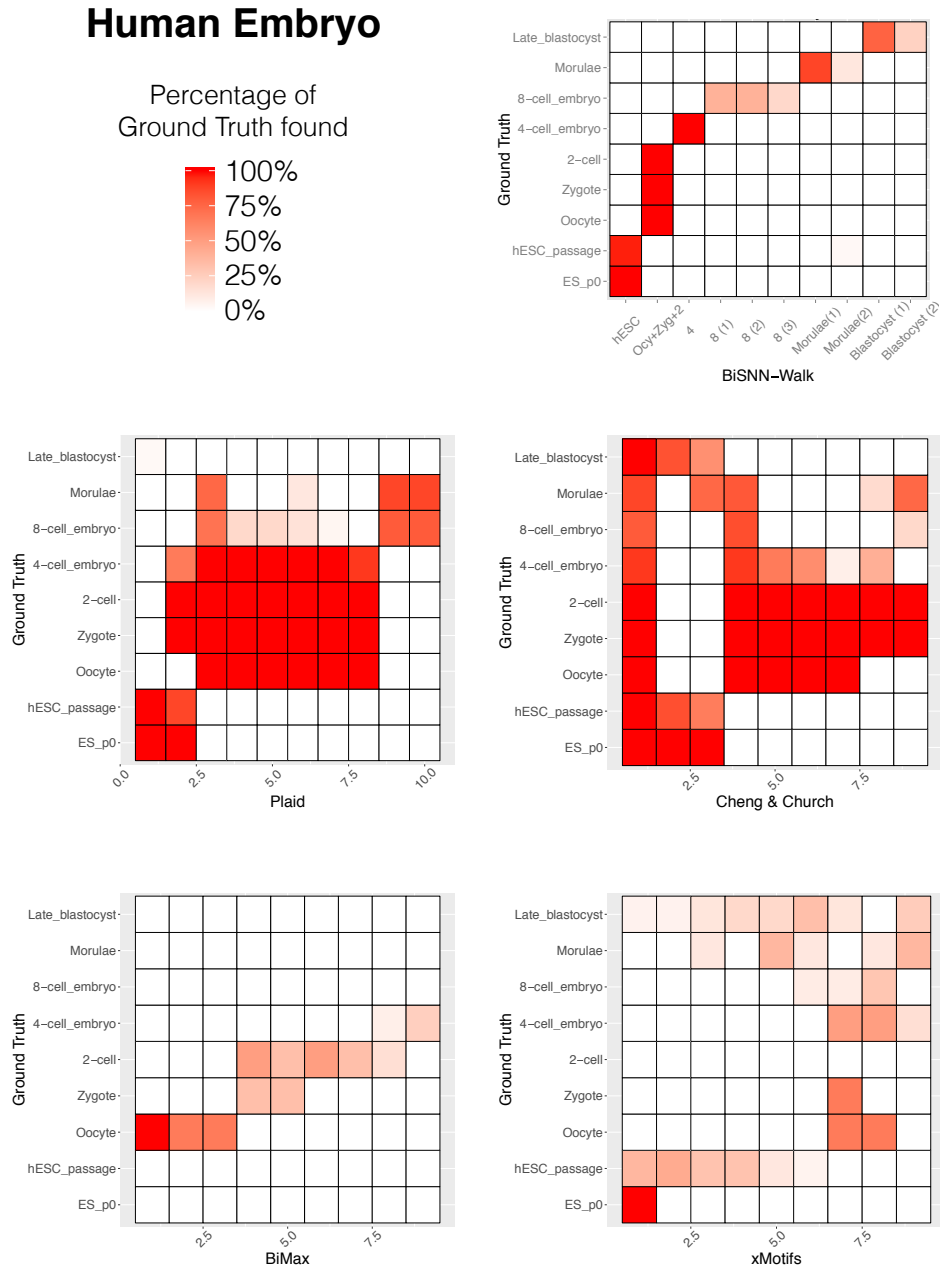 Human Embryo
Percentage of
Ground Truth found
100%
75%
50%
25%
0%
Ground Truth
Late_blastocyst
Morulae
8-cell_embryo
4-cell_embryo
2-cell
Zygote
Oocyte
hESC_passage
ES_p0
hESC
Ocy+Zyg+2
4
8 (1)
8 (2)
8 (3)
Morulae(1)
Morulae(2)
Blastocyst (1)
Blastocyst (2)
BiSNN-Walk
Ground Truth
Late_blastocyst
Morulae
8-cell_embryo
4-cell_embryo
2-cell
Zygote
Oocyte
hESC_passage
ES_p0
0.0
2.5
5.0
7.5
10.0
Plaid
Ground Truth
Late_blastocyst
Morulae
8-cell_embryo
4-cell_embryo
2-cell
Zygote
Oocyte
hESC_passage
ES_p0
2.5
5.0
7.5
Cheng & Church
Ground Truth
Late_blastocyst
Morulae
8-cell_embryo
4-cell_embryo
2-cell
Zygote
Oocyte
hESC_passage
ES_p0
2.5
5.0
7.5
BiMax
Ground Truth
Late_blastocyst
Morulae
8-cell_embryo
4-cell_embryo
2-cell
Zygote
Oocyte
hESC_passage
ES_p0
2.5
5.0
7.5
xMotifs